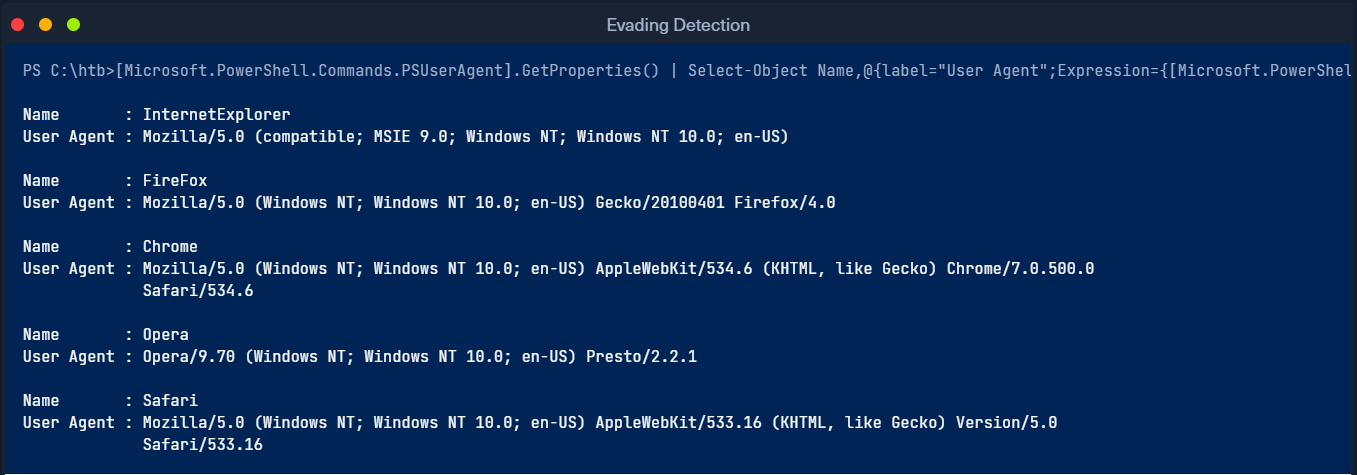 Evading Detection
PS C:\htb>[Microsoft.PowerShell.Commands.PSUserAgent].GetProperties() | Select-Object Name,@{label="User Agent";Expression={[Microsoft.PowerShel
Name       : InternetExplorer
User Agent : Mozilla/5.0 (compatible; MSIE 9.0; Windows NT; Windows NT 10.0; en-US)
Name       : FireFox
User Agent : Mozilla/5.0 (Windows NT; Windows NT 10.0; en-US) Gecko/20100401 Firefox/4.0
Name       : Chrome
User Agent : Mozilla/5.0 (Windows NT; Windows NT 10.0; en-US) AppleWebKit/534.6 (KHTML, like Gecko) Chrome/7.0.500.0
             Safari/534.6
Name       : Opera
User Agent : Opera/9.70 (Windows NT; Windows NT 10.0; en-US) Presto/2.2.1
Name       : Safari
User Agent : Mozilla/5.0 (Windows NT; Windows NT 10.0; en-US) AppleWebKit/533.16 (KHTML, like Gecko) Version/5.0
             Safari/533.16